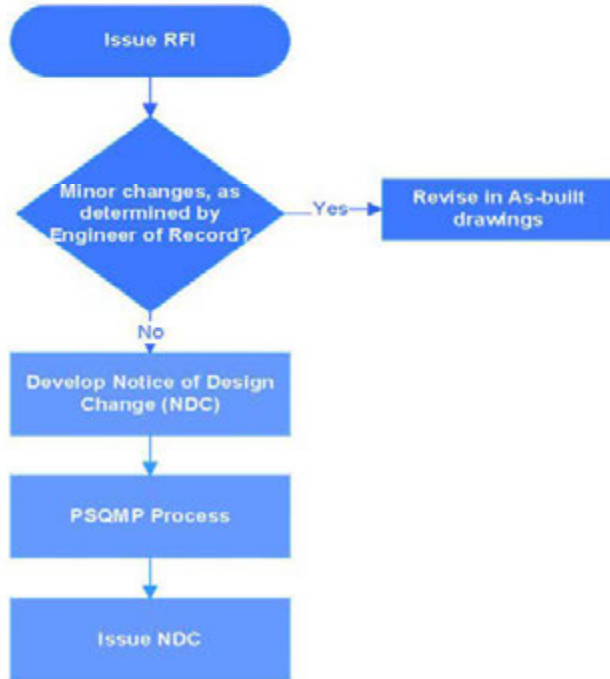 Issue RFI
Minor changes, as
determined by
Engineer of Record?
Yes
Revise in As-built
drawings
No
Develop Notice of Design
Change (NDC)
PSQMP Process
Issue NDC